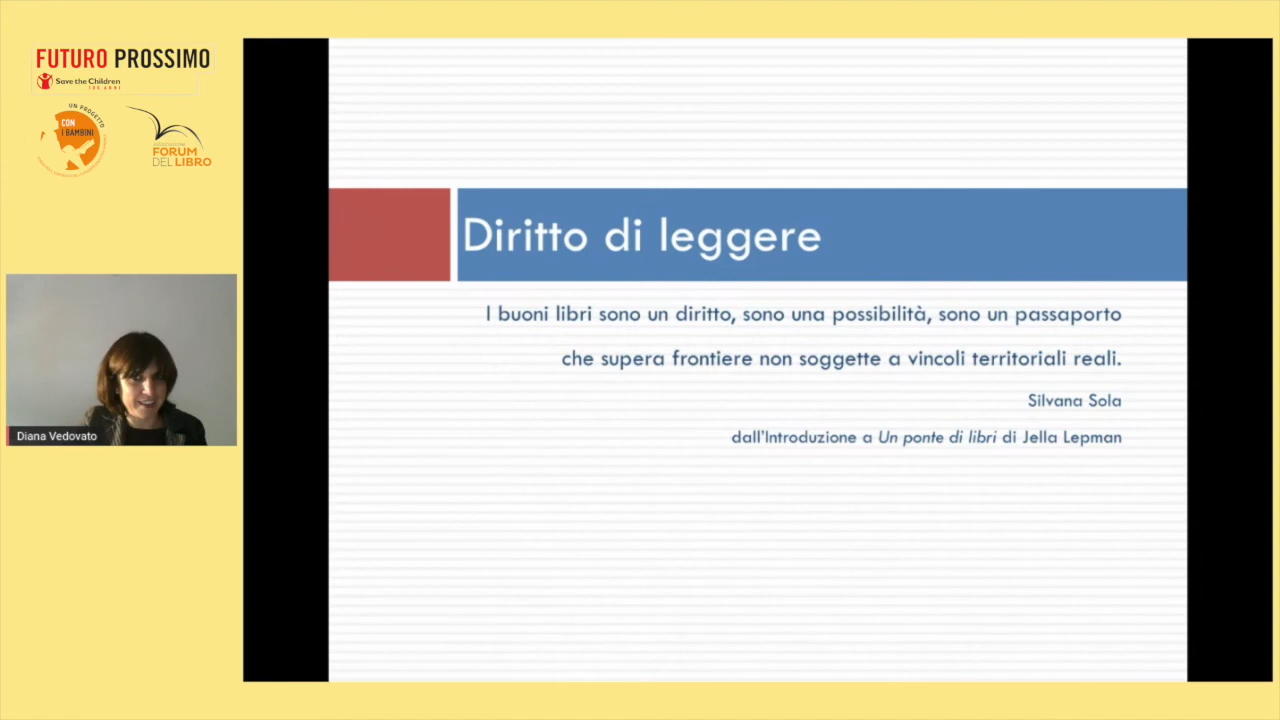 FUTURO PROSSIMO
Save the Children
100 ANNI
UN PROGETTO
CON
I BAMBINI
FORUM
DEL LIBRO
Diana Vedovato
Diritto di leggere
I buoni libri sono un diritto, sono una possibilità, sono un passaporto
che supera frontiere non soggette a vincoli territoriali reali.
Silvana Sola
dall'Introduzione a Un ponte di libri di Jella Lepman